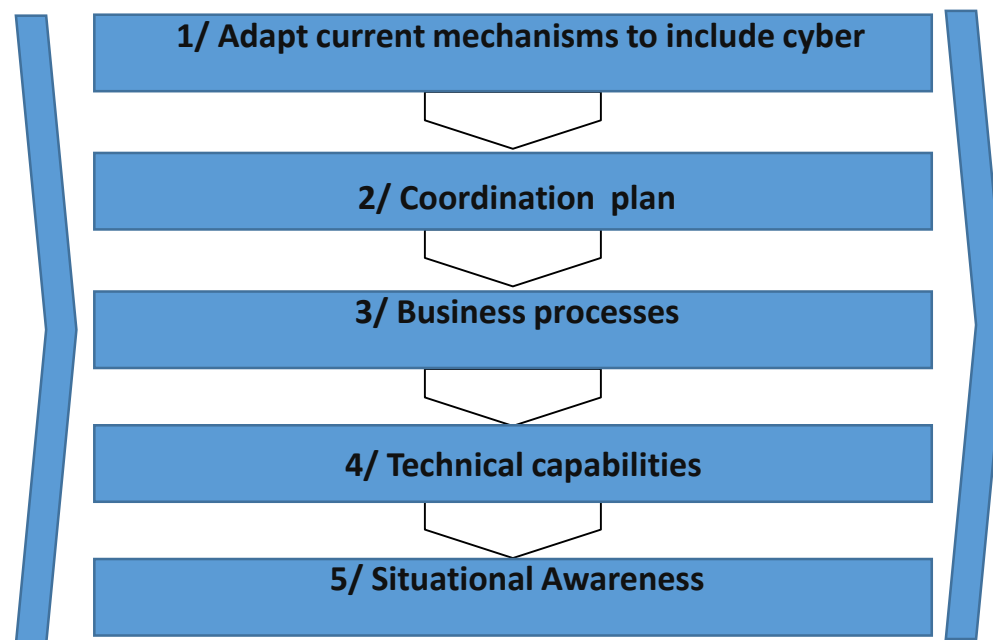 1/ Adapt current mechanisms to include cyber
2/ Coordination  plan
3/ Business processes
4/ Technical capabilities
5/ Situational Awareness